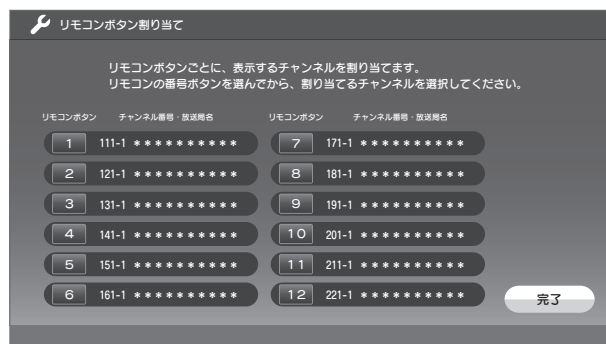 リモコンボタン割り当て
リモコンボタンごとに、表示するチャンネルを割り当てます。
リモコンの番号ボタンを選んでから、割り当てるチャンネルを選択してください。
リモコンボタン チャンネル番号・放送局名 リモコンボタン チャンネル番号・放送局名
1 111-1 ********** 7 171-1 **********
2 121-1 ********** 8 181-1 **********
3 131-1 ********** 9 191-1 **********
4 141-1 ********** 10 201-1 **********
5 151-1 ********** 11 211-1 **********
6 161-1 ********** 12 221-1 **********
完了